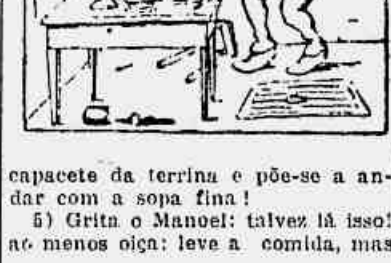 capacete da terrina e põe-se a an-
dar com a sopa fina!
5) Grita o Manoel: talvez lá isso!
ao menos oiça: leve a comida, mas